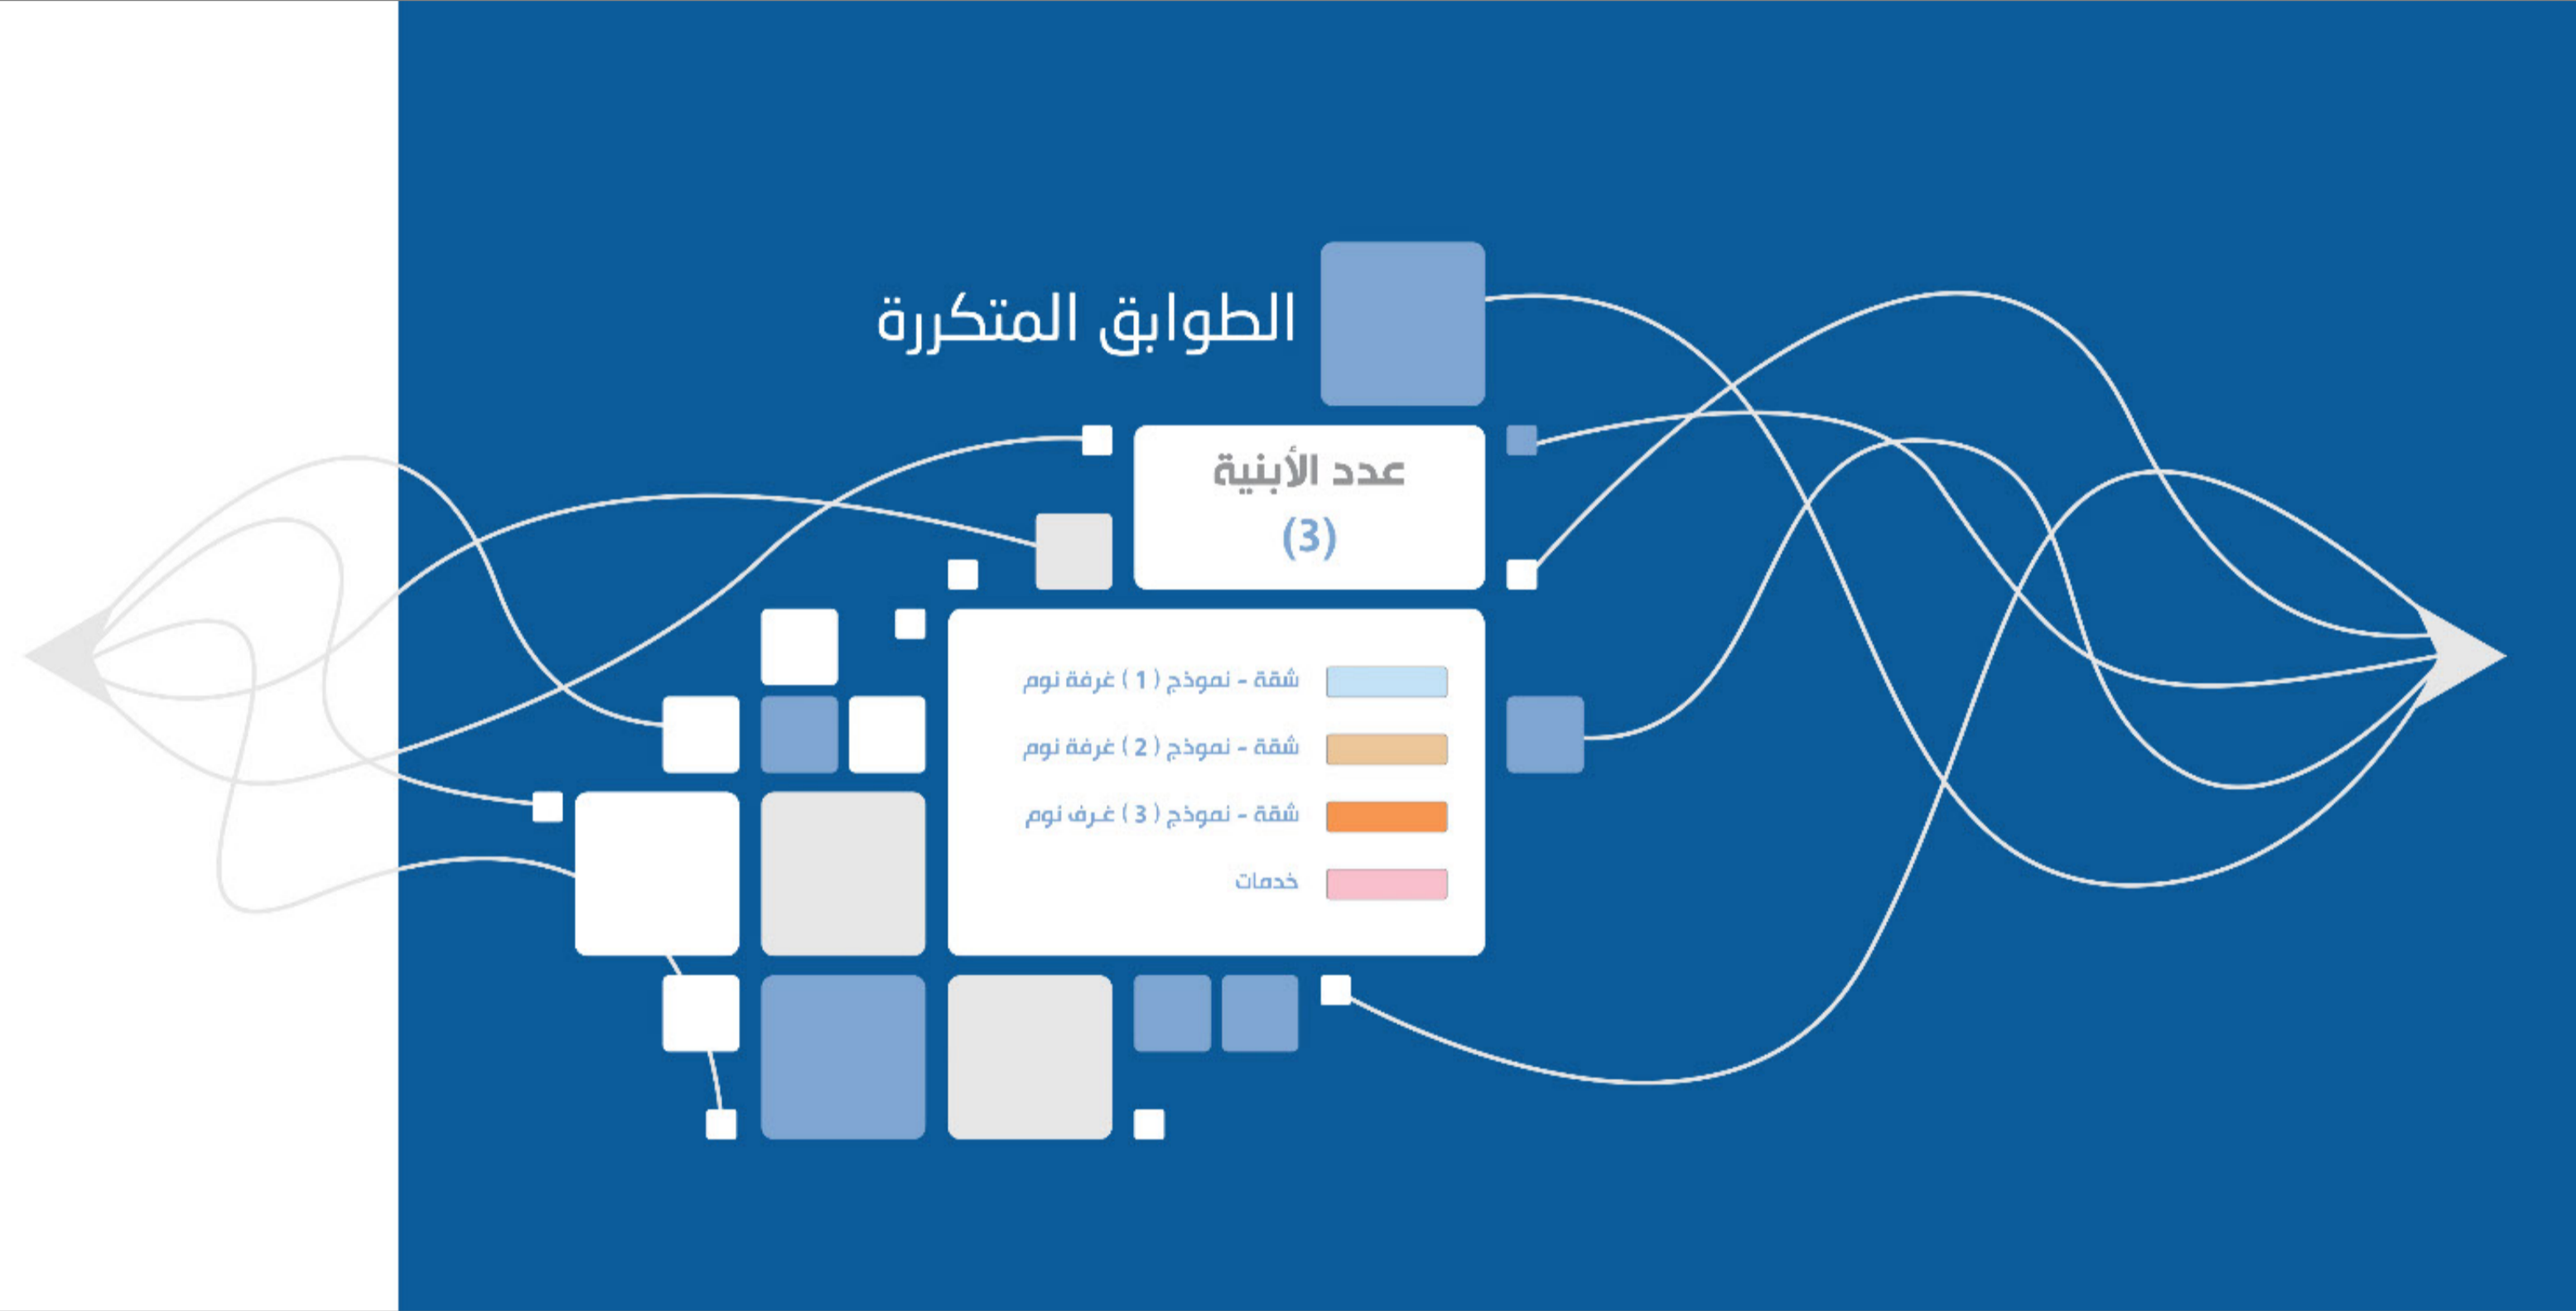 الطوابق المتكررة
عدد الأبنية
(3)
شقة - نموذج ( 1 ) غرفة نوم
شقة - نموذج ( 2 ) غرفة نوم
شقة - نموذج ( 3 ) غرف نوم
خدمات